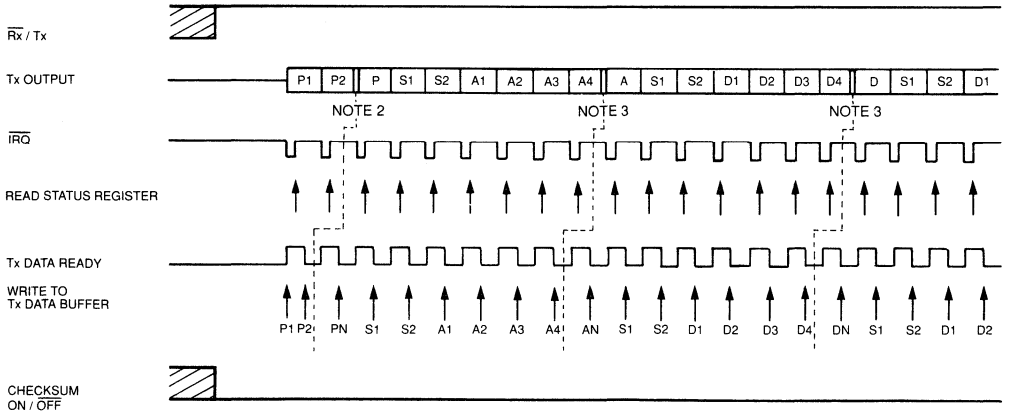 Rx / Tx
Tx OUTPUT
P1 P2 P S1 S2 A1 A2 A3 A4 A S1 S2 D1 D2 D3 D4 D S1 S2 D1
NOTE 2 NOTE 3 NOTE 3
IRQ
READ STATUS REGISTER
Tx DATA READY
WRITE TO
Tx DATA BUFFER
P1 P2 PN S1 S2 A1 A2 A3 A4 AN S1 S2 D1 D2 D3 D4 DN S1 S2 D1 D2
CHECKSUM
ON / OFF